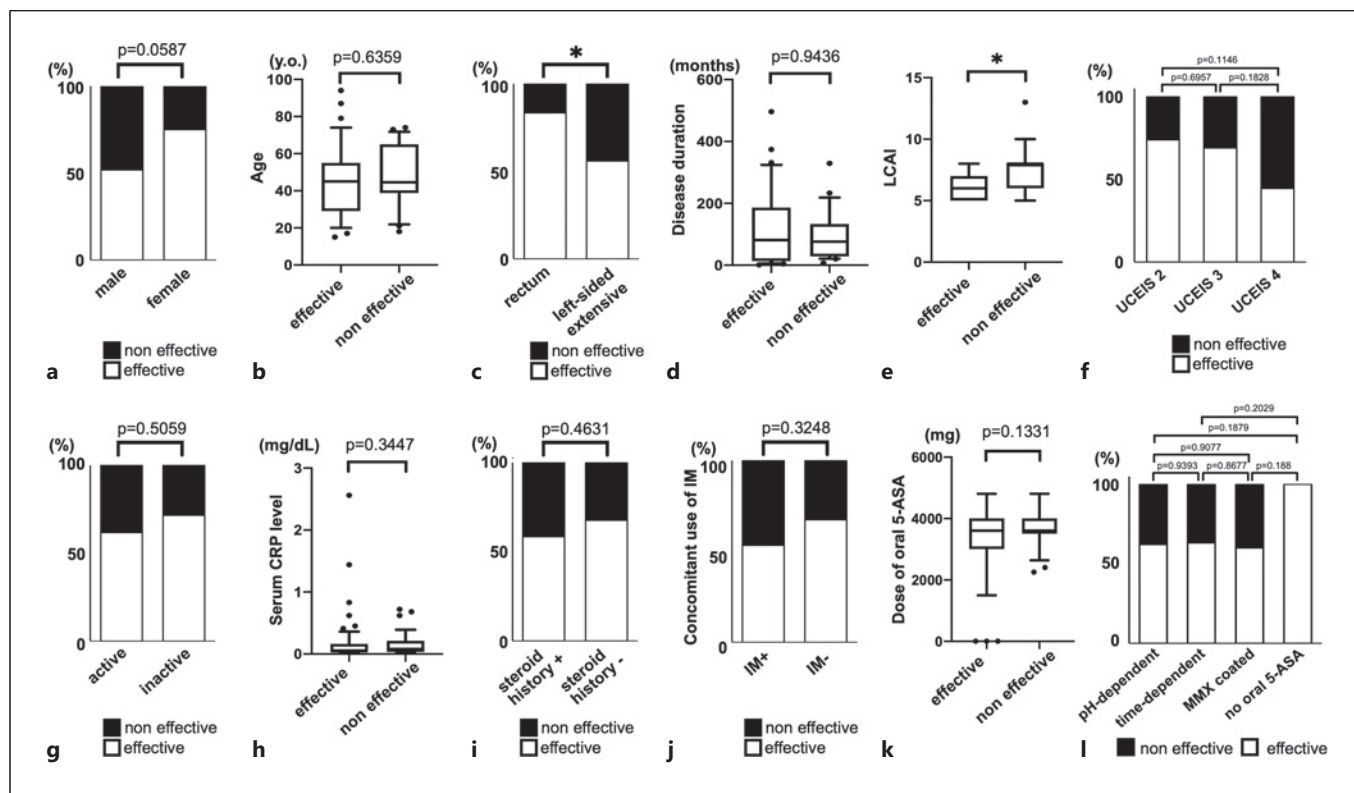 p=0.0587
(%)
100
50
0
male
female
non effective
effective
a
p=0.6359
(y.o.)
Age
100
80
60
40
20
0
effective
non effective
b
*
(%)
100
50
0
rectum
left-sided
extensive
non effective
effective
c
p=0.9436
(months)
Disease duration
600
400
200
0
effective
non effective
d
*
LCAI
15
10
5
0
effective
non effective
e
p=0.1146
p=0.6957
p=0.1828
(%)
100
50
0
UCEIS 2
UCEIS 3
UCEIS 4
non effective
effective
f
p=0.5059
(%)
100
50
0
active
inactive
non effective
effective
g
p=0.3447
(mg/dL)
Serum CRP level
3
2
1
0
effective
non effective
h
p=0.4631
(%)
100
50
0
steroid
history +
steroid
history -
non effective
effective
i
p=0.3248
(%)
Concomitant use of IM
100
50
0
IM+
IM-
non effective
effective
j
p=0.1331
(mg)
Dose of oral 5-ASA
6000
4000
2000
0
effective
non effective
k
p=0.2029
p=0.1879
p=0.9077
p=0.9393
p=0.8677
p=0.188
(%)
100
50
0
pH-dependent
time-dependent
MMX coated
no oral 5-ASA
non effective
effective
l